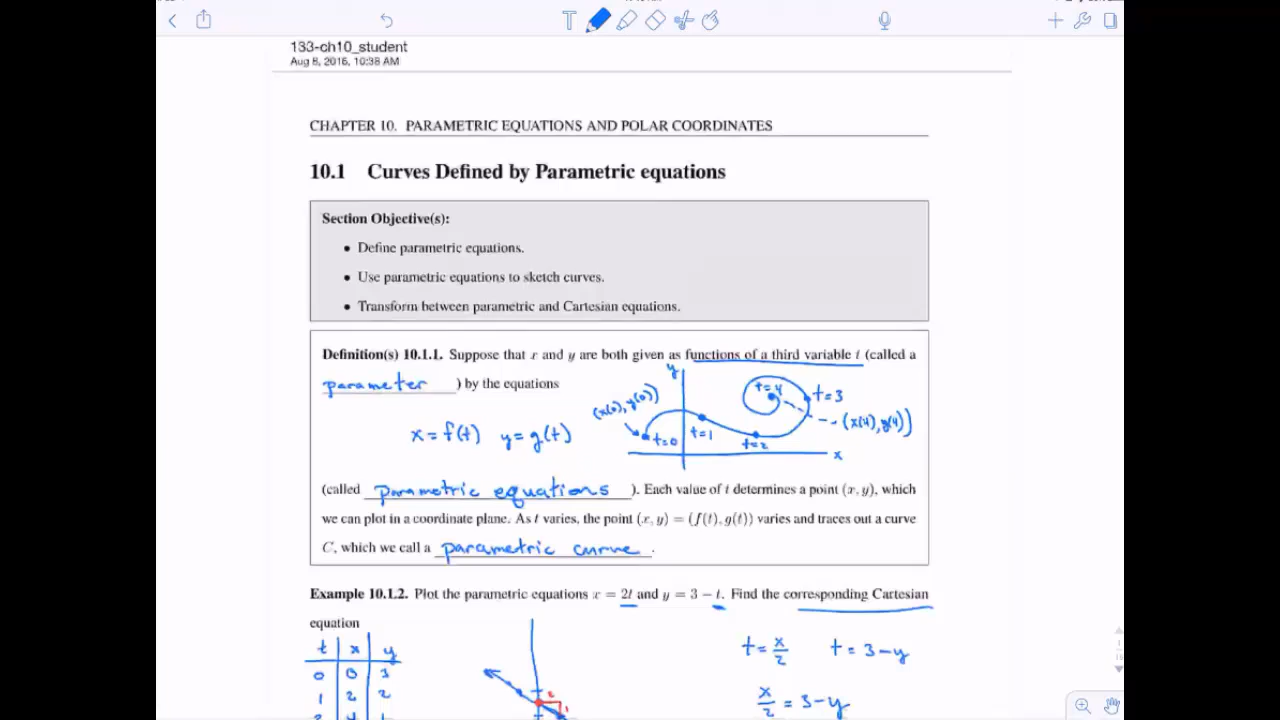 133-ch10_student
Aug 8, 2016, 10:38 AM
CHAPTER 10. PARAMETRIC EQUATIONS AND POLAR COORDINATES
10.1 Curves Defined by Parametric equations
Section Objective(s):
• Define parametric equations.
• Use parametric equations to sketch curves.
• Transform between parametric and Cartesian equations.
Definition(s) 10.1.1. Suppose that x and y are both given as functions of a third variable t (called a
parameter ) by the equations
x = f(t) y = g(t)
y
(x(0), y(0))
t=0
t=1
t=2
t=3
t=4
(x(4), y(4))
x
(called parametric equations ). Each value of t determines a point (x, y), which
we can plot in a coordinate plane. As t varies, the point (x, y) = (f(t), g(t)) varies and traces out a curve
C, which we call a parametric curve .
Example 10.1.2. Plot the parametric equations x = 2t and y = 3 − t. Find the corresponding Cartesian
equation
t x y
0 0 3
1 2 2
2 4 1
2
1
t = x/2 t = 3-y
x/2 = 3-y